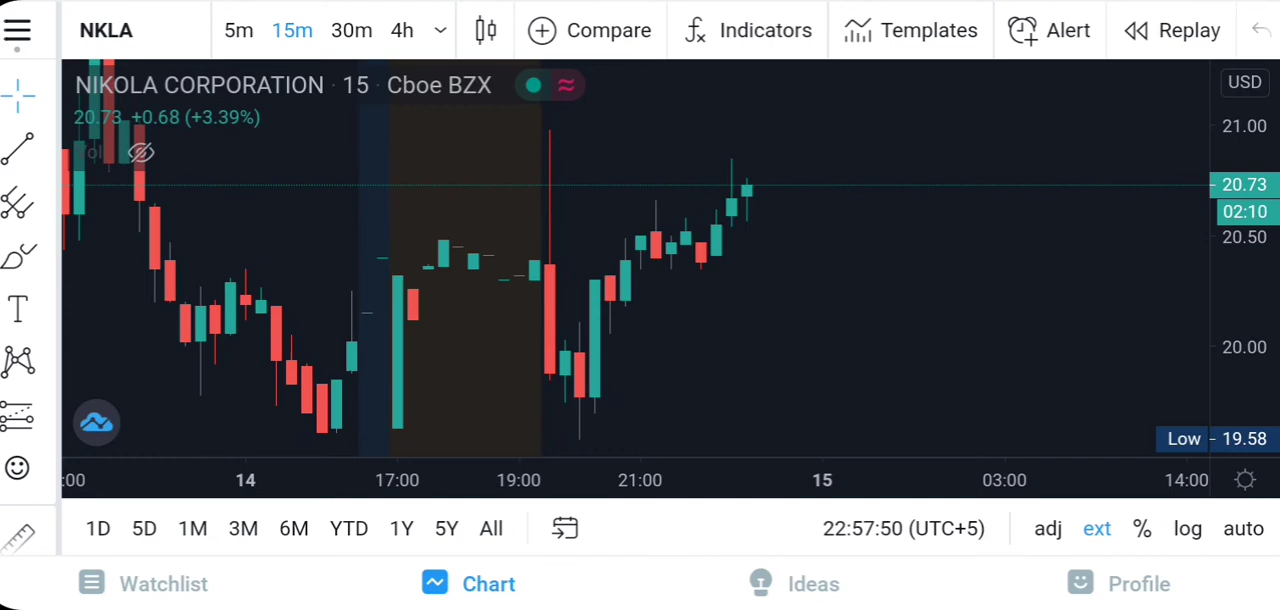 NKLA 5m 15m 30m 4h Compare Indicators Templates Alert Replay
NIKOLA CORPORATION · 15 · Cboe BZX
USD
20.73 +0.68 (+3.39%)
Vol
21.00
20.73
02:10
20.50
20.00
Low 19.58
:00 14 17:00 19:00 21:00 15 03:00 14:00
1D 5D 1M 3M 6M YTD 1Y 5Y All 22:57:50 (UTC+5) adj ext % log auto
Watchlist Chart Ideas Profile